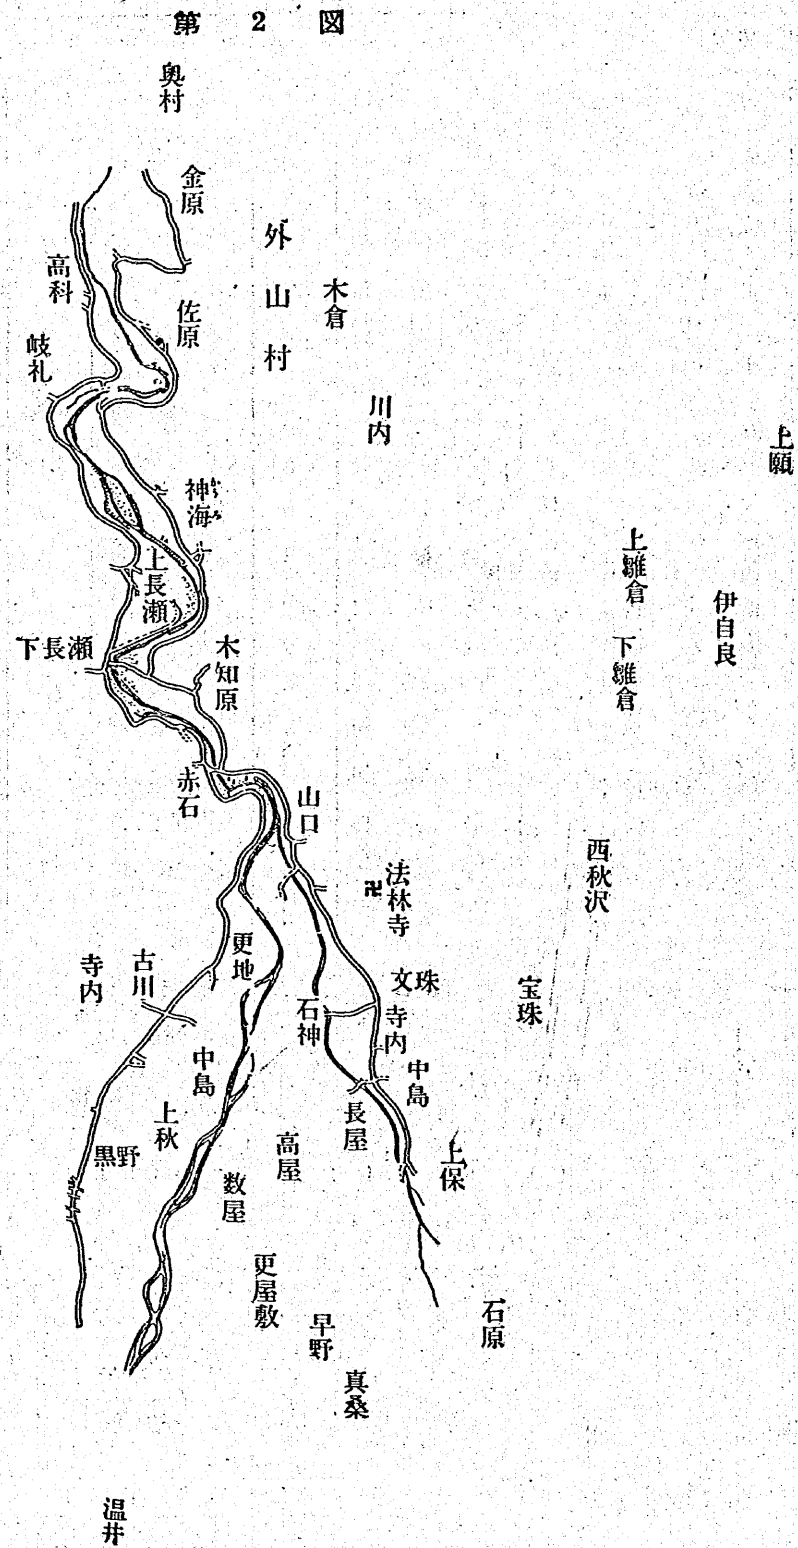 第2図
奥村
金原
外山村
高科
木倉
佐原
岐礼
川内
上願
神海
上長瀬
上雛倉
伊自良
下長瀬
木知原
下雛倉
赤石
山口
西秋沢
卍
法林寺
更地
古川
寺内
文珠
宝珠
石神
寺内
中島
中島
上秋
長屋
黒野
高屋
上保
数屋
更屋敷
石原
早野
真桑
温井